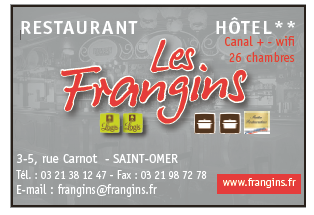 RESTAURANT HÔTEL**
Canal + - wifi
26 chambres
Les
Frangins
3-5, rue Carnot - SAINT-OMER
Tél. : 03 21 38 12 47 - Fax : 03 21 98 72 78
E-mail : frangins@frangins.fr
www.frangins.fr